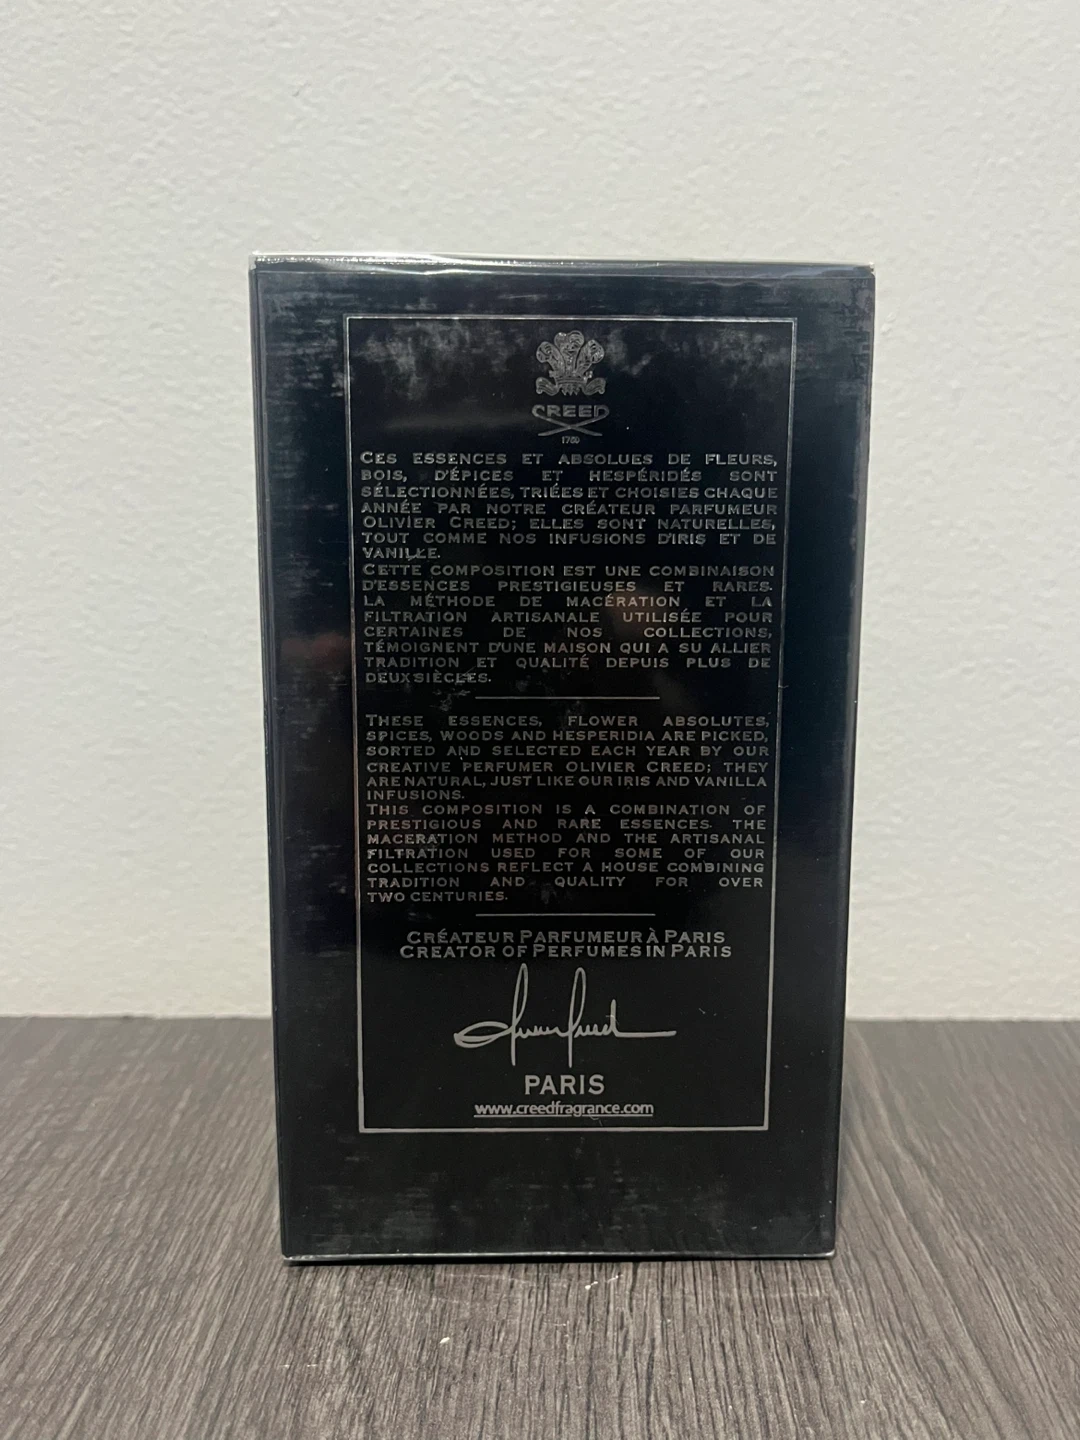 CREED
1760
CES ESSENCES ET ABSOLUES DE FLEURS,
BOIS, D'ÉPICES ET HESPÉRIDÉS SONT
SÉLECTIONNÉES, TRIÉES ET CHOISIES CHAQUE
ANNÉE PAR NOTRE CRÉATEUR PARFUMEUR
OLIVIER CREED; ELLES SONT NATURELLES,
TOUT COMME NOS INFUSIONS D'IRIS ET DE
VANILLE.
CETTE COMPOSITION EST UNE COMBINAISON
D'ESSENCES PRESTIGIEUSES ET RARES.
LA MÉTHODE DE MACÉRATION ET LA
FILTRATION ARTISANALE UTILISÉE POUR
CERTAINES DE NOS COLLECTIONS,
TÉMOIGNENT D'UNE MAISON QUI A SU ALLIER
TRADITION ET QUALITÉ DEPUIS PLUS DE
DEUX SIÈCLES.
THESE ESSENCES, FLOWER ABSOLUTES,
SPICES, WOODS AND HESPERIDIA ARE PICKED,
SORTED AND SELECTED EACH YEAR BY OUR
CREATIVE PERFUMER OLIVIER CREED; THEY
ARE NATURAL, JUST LIKE OUR IRIS AND VANILLA
INFUSIONS.
THIS COMPOSITION IS A COMBINATION OF
PRESTIGIOUS AND RARE ESSENCES. THE
MACERATION METHOD AND THE ARTISANAL
FILTRATION USED FOR SOME OF OUR
COLLECTIONS REFLECT A HOUSE COMBINING
TRADITION AND QUALITY FOR OVER
TWO CENTURIES.
CRÉATEUR PARFUMEUR À PARIS
CREATOR OF PERFUMES IN PARIS
PARIS
www.creedfragrance.com